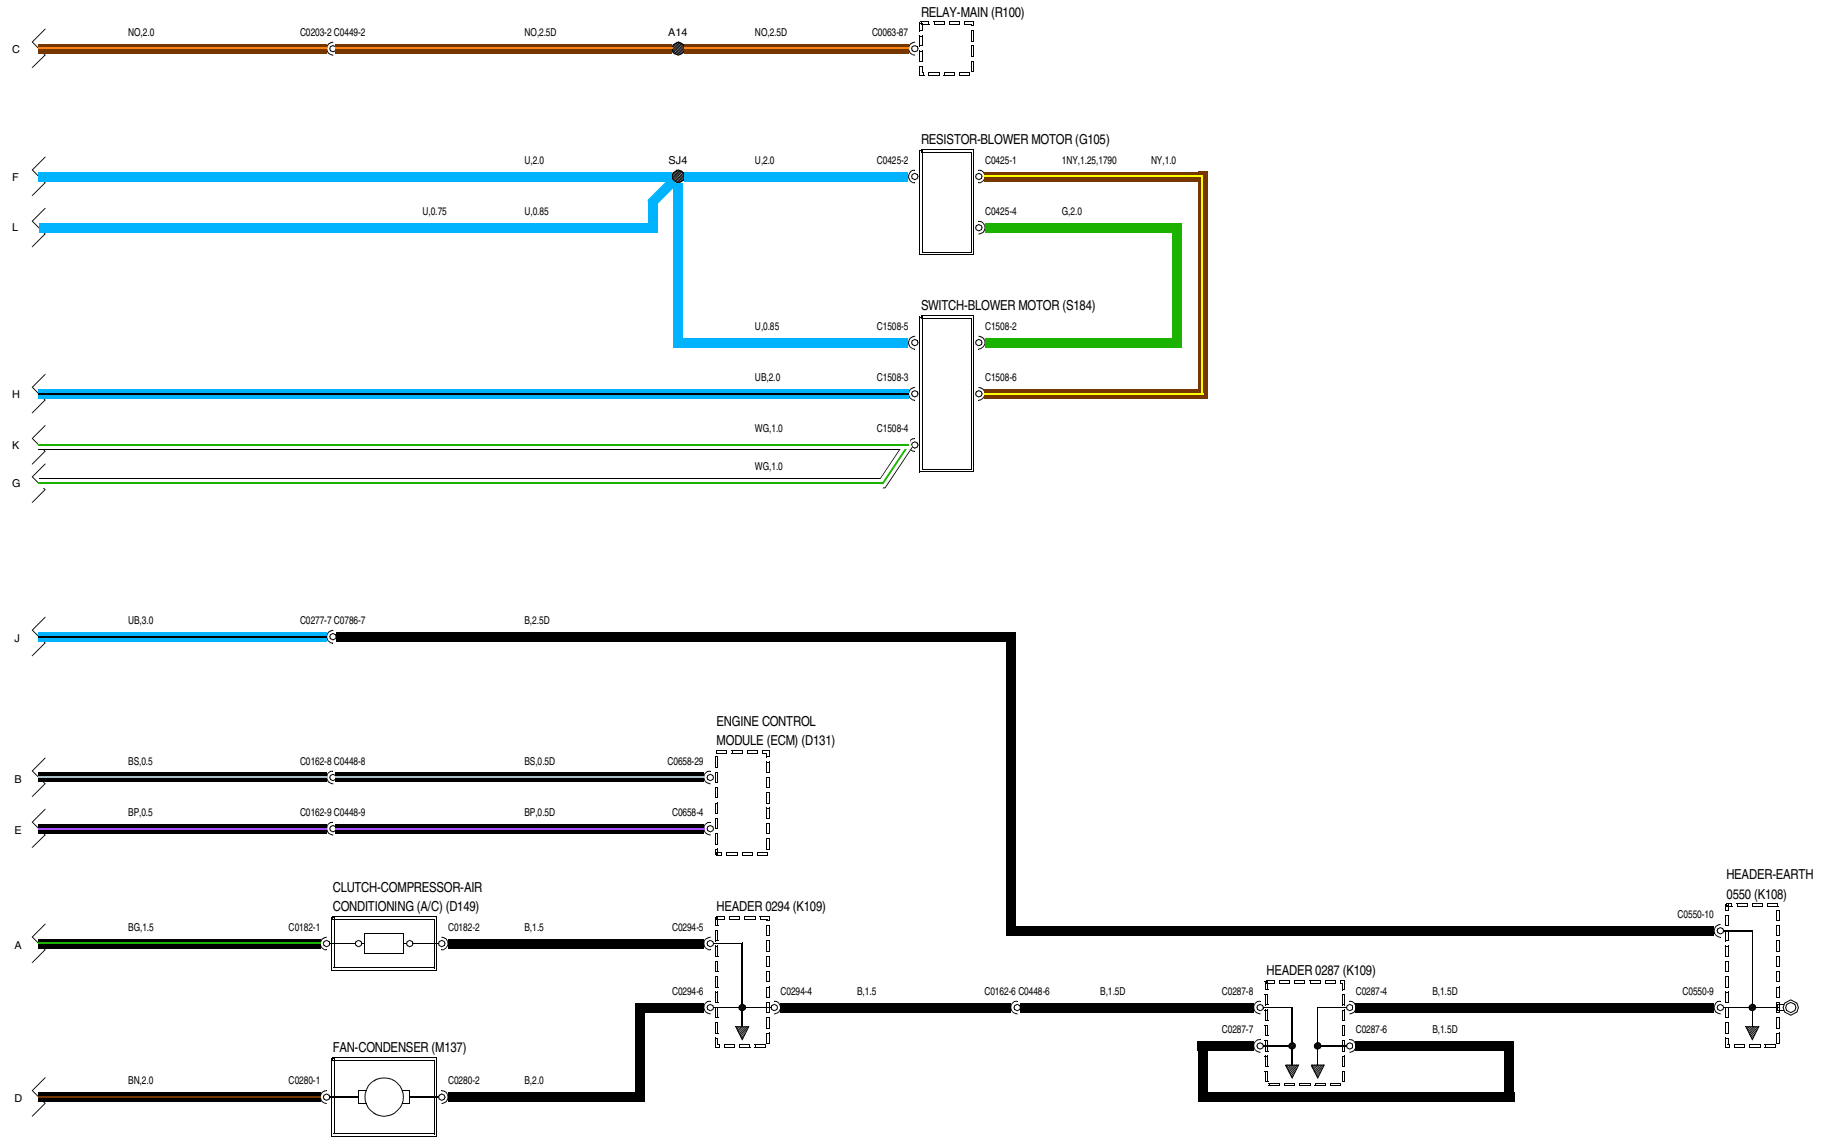 RELAY-MAIN (R100)
C NO,2.0 C0203-2 C0449-2 NO,2.5D A14 NO,2.5D C0063-87
RESISTOR-BLOWER MOTOR (G105)
F U,2.0 SJ4 U,2.0 C0425-2 C0425-1 1NY,1.25,1790 NY,1.0
L U,0.75 U,0.85 C0425-4 G,2.0
SWITCH-BLOWER MOTOR (S184)
U,0.85 C1508-5 C1508-2
H UB,2.0 C1508-3 C1508-6
K WG,1.0 C1508-4
G WG,1.0
J UB,3.0 C0277-7 C0786-7 B,2.5D
ENGINE CONTROL
MODULE (ECM) (D131)
B BS,0.5 C0162-8 C0448-8 BS,0.5D C0658-29
E BP,0.5 C0162-9 C0448-9 BP,0.5D C0658-4
HEADER-EARTH
0550 (K108)
CLUTCH-COMPRESSOR-AIR
CONDITIONING (A/C) (D149)
HEADER 0294 (K109)
C0550-10
A BG,1.5 C0182-1 C0182-2 B,1.5 C0294-5
HEADER 0287 (K109)
C0294-6 C0294-4 B,1.5 C0162-6 C0448-6 B,1.5D C0287-8 C0287-4 B,1.5D C0550-9
C0287-7 C0287-6 B,1.5D
FAN-CONDENSER (M137)
D BN,2.0 C0280-1 C0280-2 B,2.0